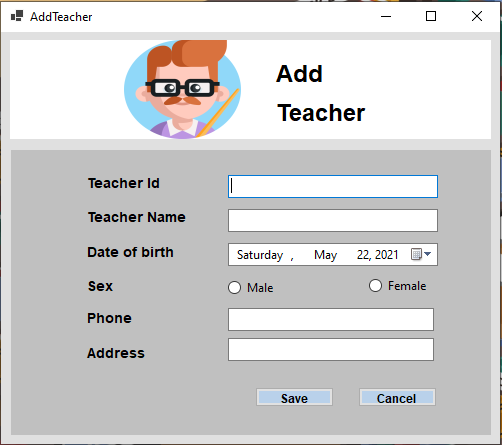 AddTeacher
Add
Teacher
Teacher Id
Teacher Name
Date of birth Saturday , May 22, 2021
Sex Male Female
Phone
Address
Save Cancel